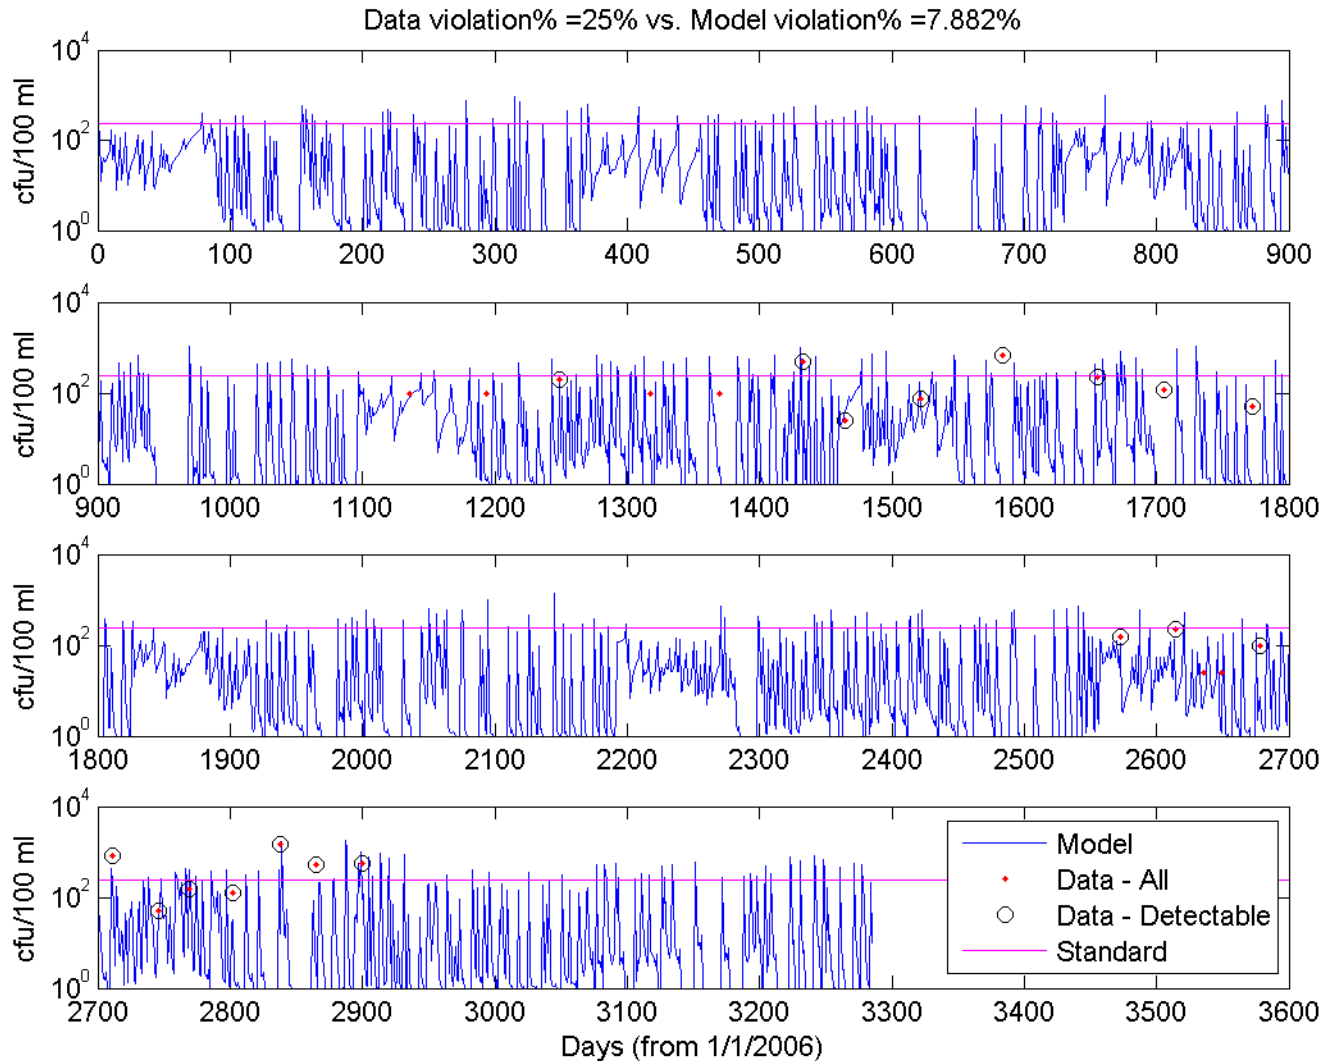 Data violation% =25% vs. Model violation% =7.882%
10^4
10^2
10^0
cfu/100 ml
0 100 200 300 400 500 600 700 800 900
10^4
10^2
10^0
cfu/100 ml
900 1000 1100 1200 1300 1400 1500 1600 1700 1800
10^4
10^2
10^0
cfu/100 ml
1800 1900 2000 2100 2200 2300 2400 2500 2600 2700
10^4
10^2
10^0
cfu/100 ml
Model
Data - All
Data - Detectable
Standard
2700 2800 2900 3000 3100 3200 3300 3400 3500 3600
Days (from 1/1/2006)